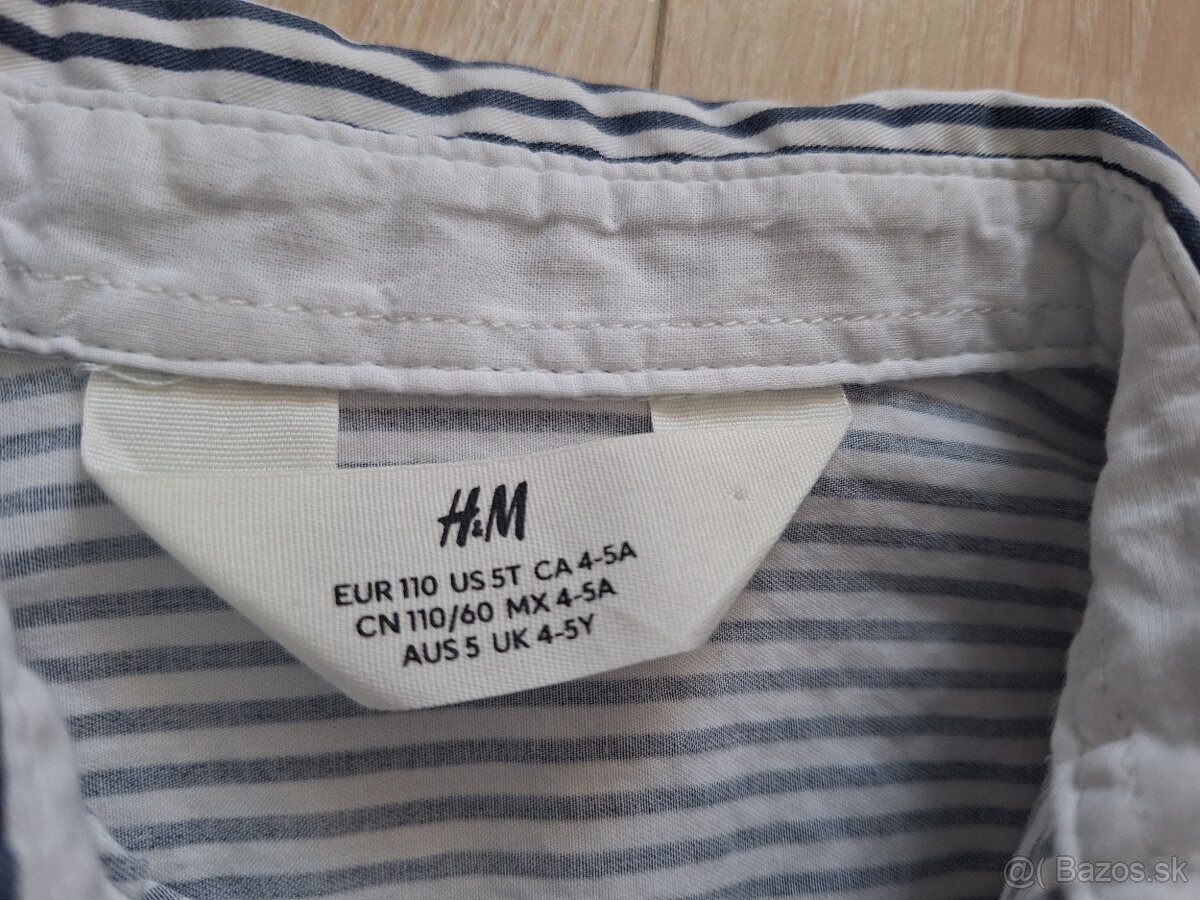 H&M
EUR 110 US 5T CA 4-5A
CN 110/60 MX 4-5A
AUS 5 UK 4-5Y
@( Bazos.sk